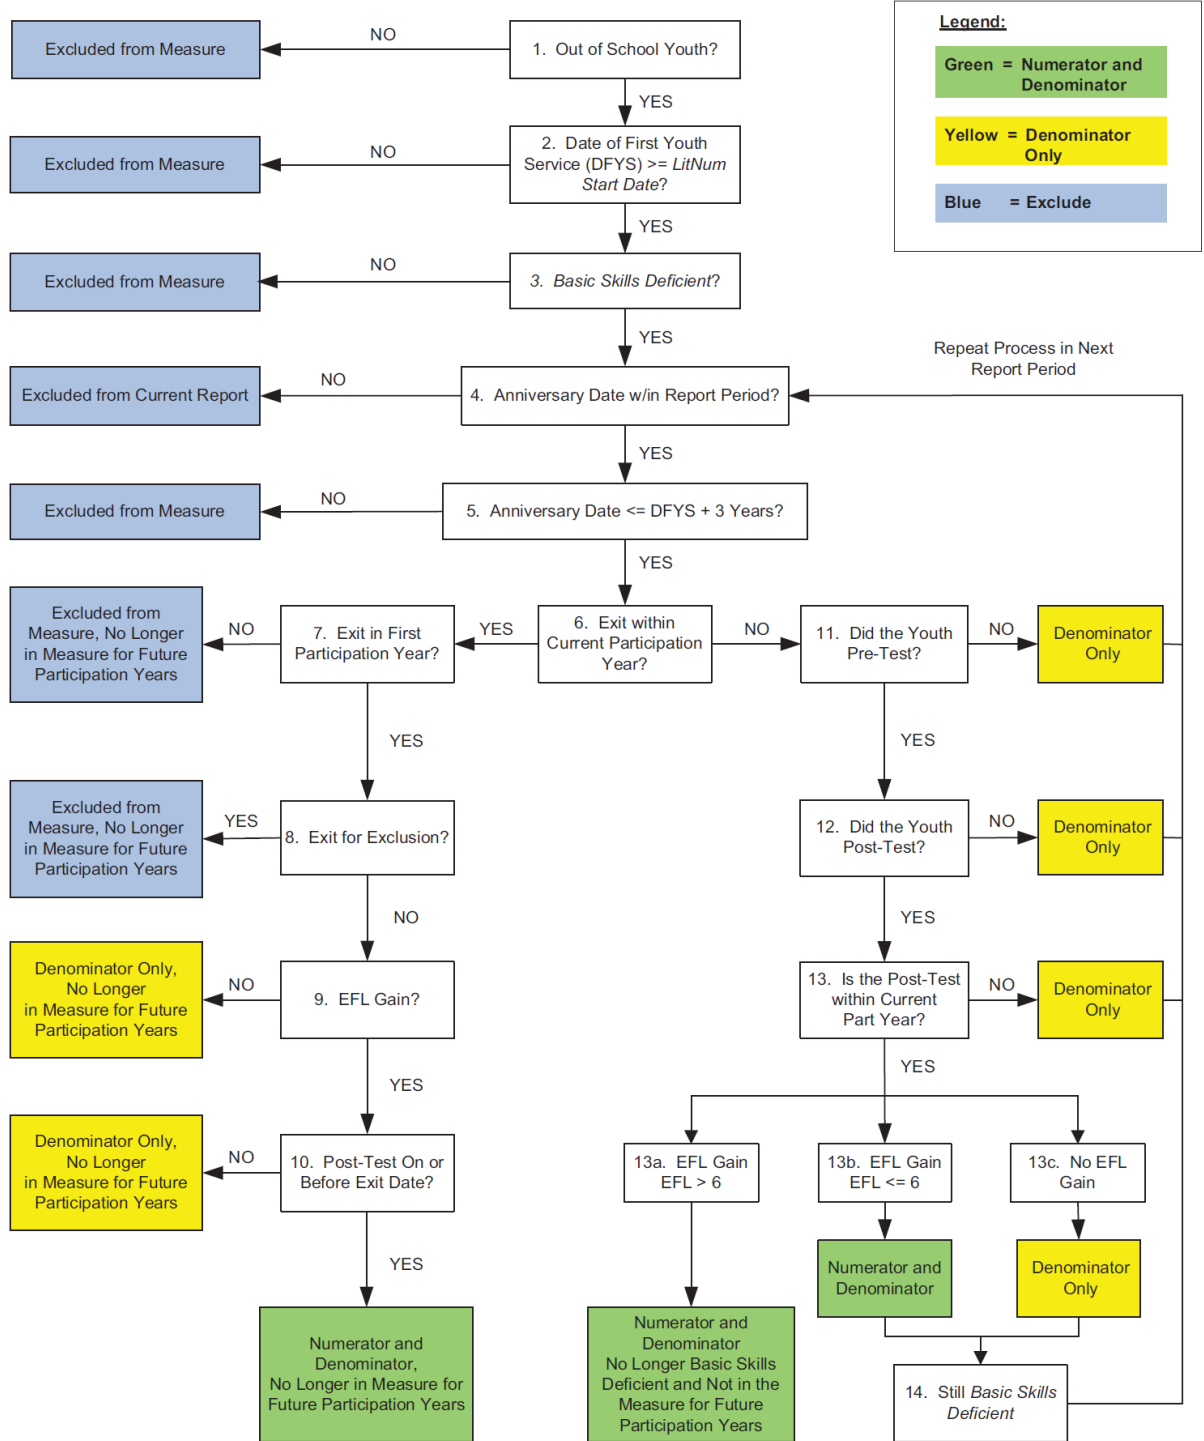 Legend:
Green = Numerator and
Denominator
Yellow = Denominator
Only
Blue = Exclude
Excluded from Measure
NO
1. Out of School Youth?
YES
Excluded from Measure
NO
2. Date of First Youth
Service (DFYS) >= LitNum
Start Date?
YES
Excluded from Measure
NO
3. Basic Skills Deficient?
YES
Repeat Process in Next
Report Period
Excluded from Current Report
NO
4. Anniversary Date w/in Report Period?
YES
Excluded from Measure
NO
5. Anniversary Date <= DFYS + 3 Years?
YES
Excluded from
Measure, No Longer
in Measure for Future
Participation Years
NO
7. Exit in First
Participation Year?
YES
6. Exit within
Current Participation
Year?
NO
11. Did the Youth
Pre-Test?
NO
Denominator
Only
YES
YES
Excluded from
Measure, No Longer
in Measure for Future
Participation Years
YES
8. Exit for Exclusion?
12. Did the Youth
Post-Test?
NO
Denominator
Only
NO
YES
Denominator Only,
No Longer
in Measure for Future
Participation Years
NO
9. EFL Gain?
13. Is the Post-Test
within Current
Part Year?
NO
Denominator
Only
YES
YES
Denominator Only,
No Longer
in Measure for Future
Participation Years
NO
10. Post-Test On or
Before Exit Date?
13a. EFL Gain
EFL > 6
13b. EFL Gain
EFL <= 6
13c. No EFL
Gain
YES
Numerator and
Denominator
Denominator
Only
Numerator and
Denominator,
No Longer in Measure for
Future Participation Years
Numerator and
Denominator
No Longer Basic Skills
Deficient and Not in the
Measure for Future
Participation Years
14. Still Basic Skills
Deficient